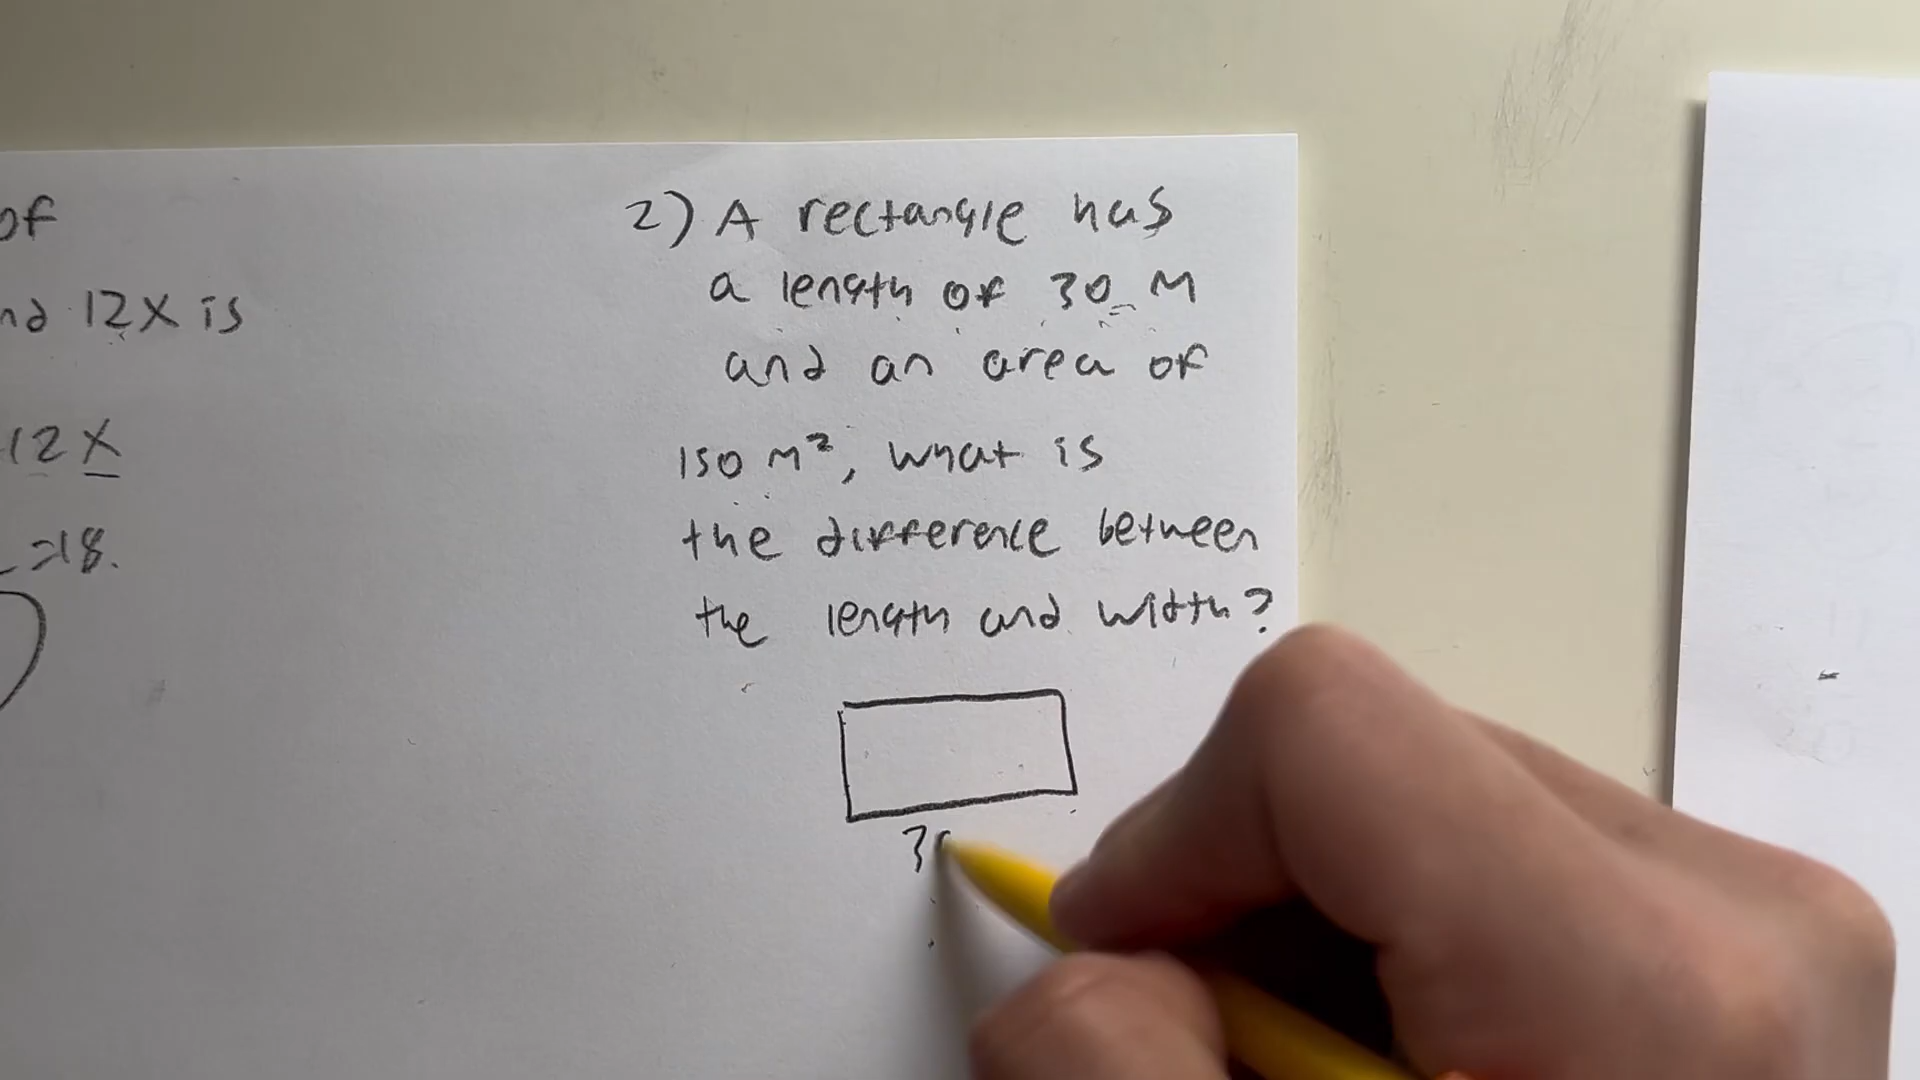 of
12x is
12x
=18.
2) A rectangle has
a length of 30 m
and an area of
150 m², what is
the difference between
the length and width?
30